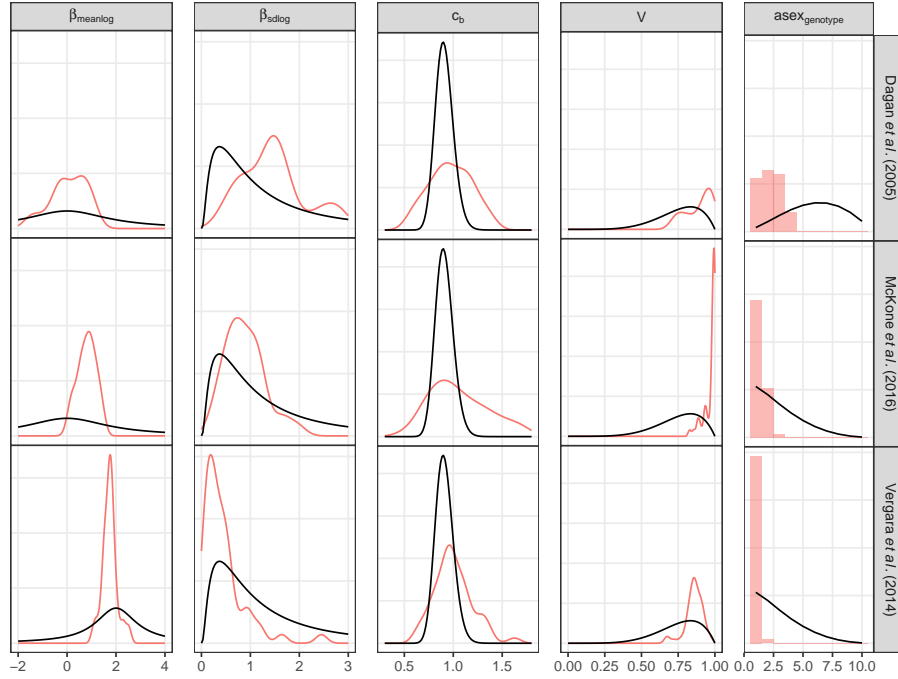 βmeanlog βsdlog cb V asexgenotype
Dagan et al. (2005)
McKone et al. (2016)
Vergara et al. (2014)
−2 0 2 4 0 1 2 3 0.5 1.0 1.5 0.00 0.25 0.50 0.75 1.00 0.0 2.5 5.0 7.5 10.0